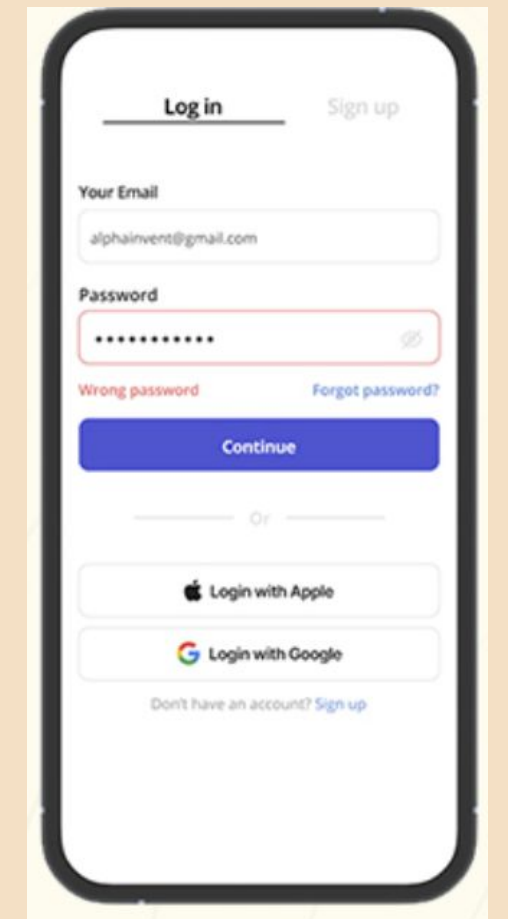 Log in
Sign up
Your Email
alphainvent@gmail.com
Password
•••••••••••
Wrong password
Forgot password?
Continue
Or
Login with Apple
Login with Google
Don't have an account? Sign up